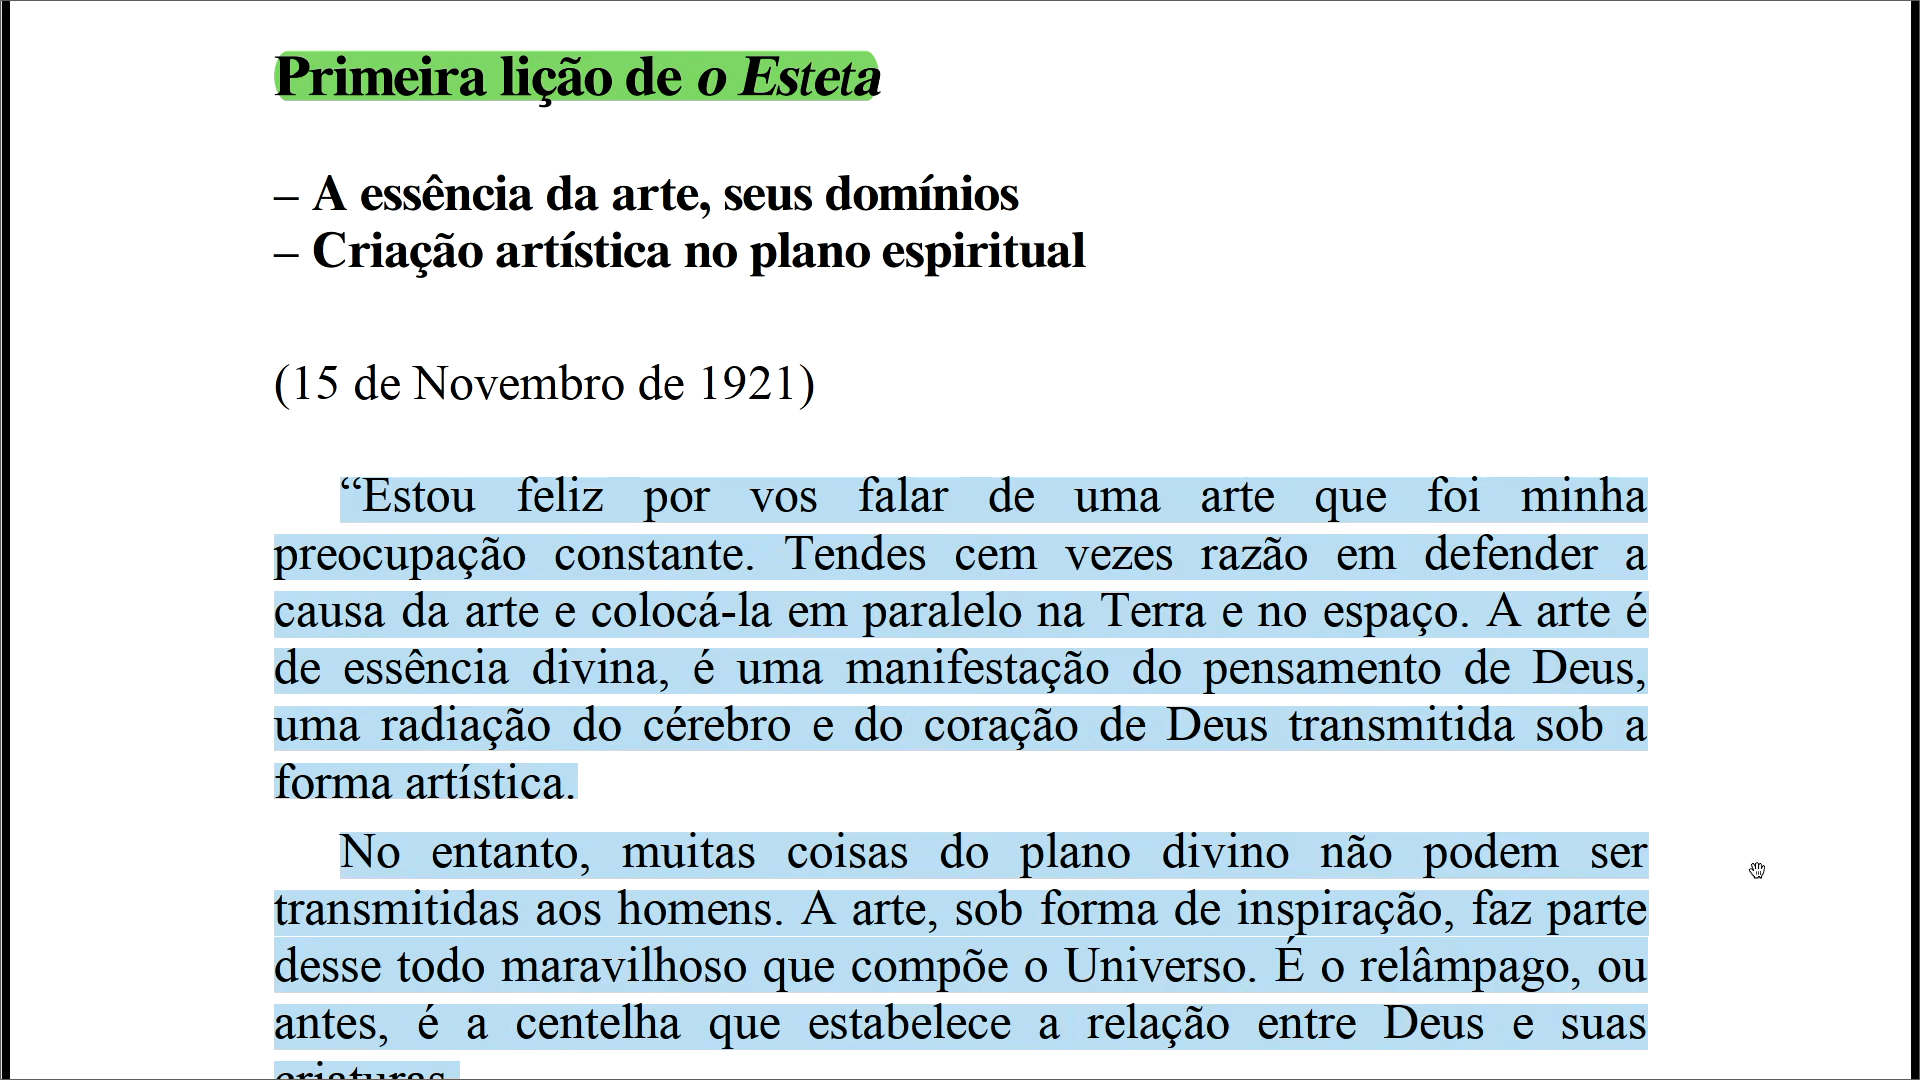 Primeira lição de o Esteta
– A essência da arte, seus domínios
– Criação artística no plano espiritual
(15 de Novembro de 1921)
“Estou feliz por vos falar de uma arte que foi minha
preocupação constante. Tendes cem vezes razão em defender a
causa da arte e colocá-la em paralelo na Terra e no espaço. A arte é
de essência divina, é uma manifestação do pensamento de Deus,
uma radiação do cérebro e do coração de Deus transmitida sob a
forma artística.
No entanto, muitas coisas do plano divino não podem ser
transmitidas aos homens. A arte, sob forma de inspiração, faz parte
desse todo maravilhoso que compõe o Universo. É o relâmpago, ou
antes, é a centelha que estabelece a relação entre Deus e suas
criaturas.